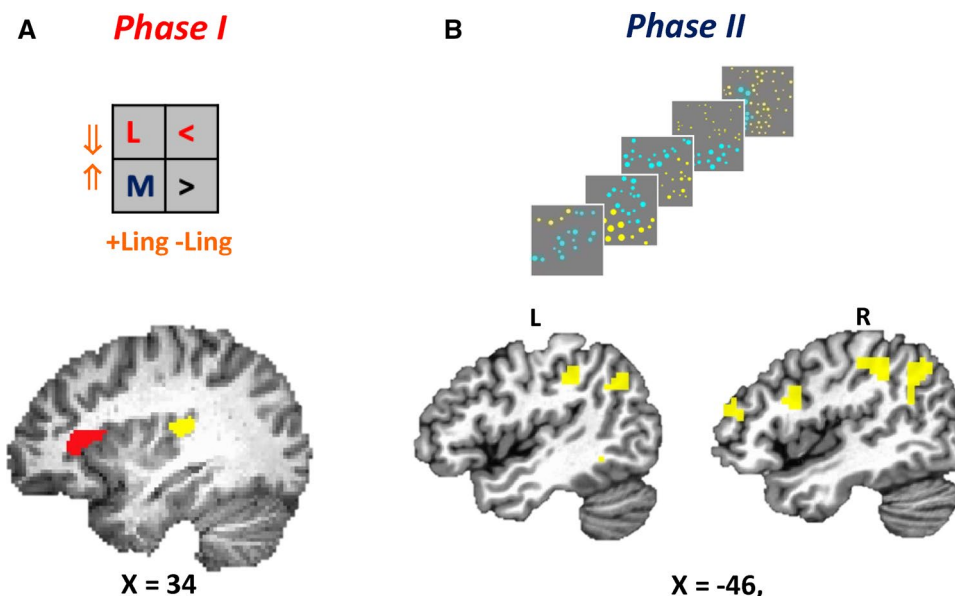 A
Phase I
⇓ L <
⇑ M >
+Ling -Ling
X = 34
B
Phase II
L
R
X = -46,